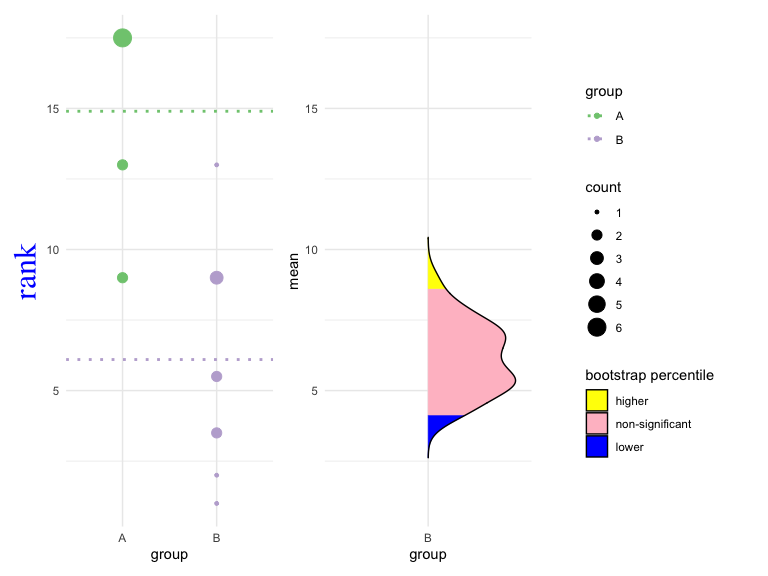 rank
15
10
5
A B
group
mean
15
10
5
B
group
group
A
B
count
1
2
3
4
5
6
bootstrap percentile
higher
non-significant
lower